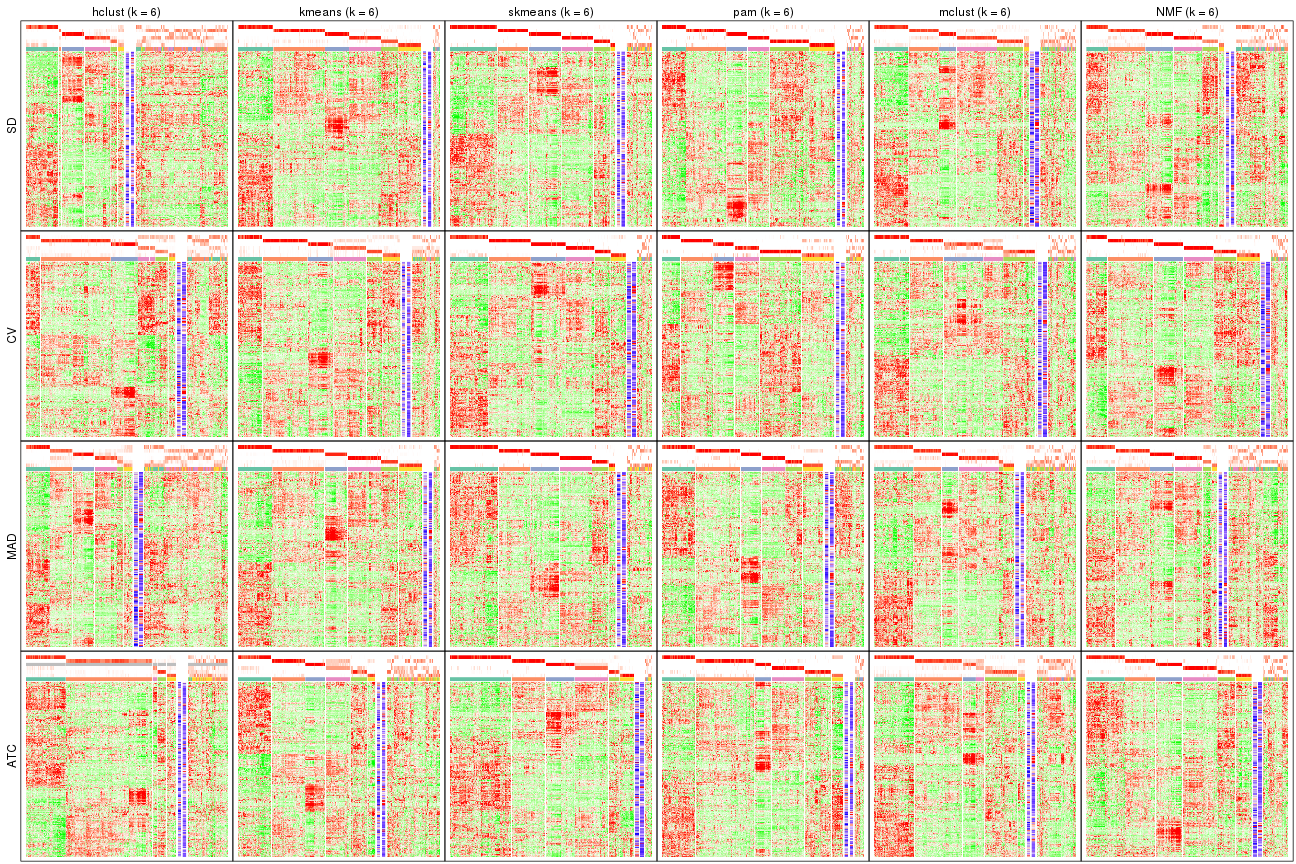 hclust (k = 6) kmeans (k = 6) skmeans (k = 6) pam (k = 6) mclust (k = 6) NMF (k = 6)
SD
CV
MAD
ATC